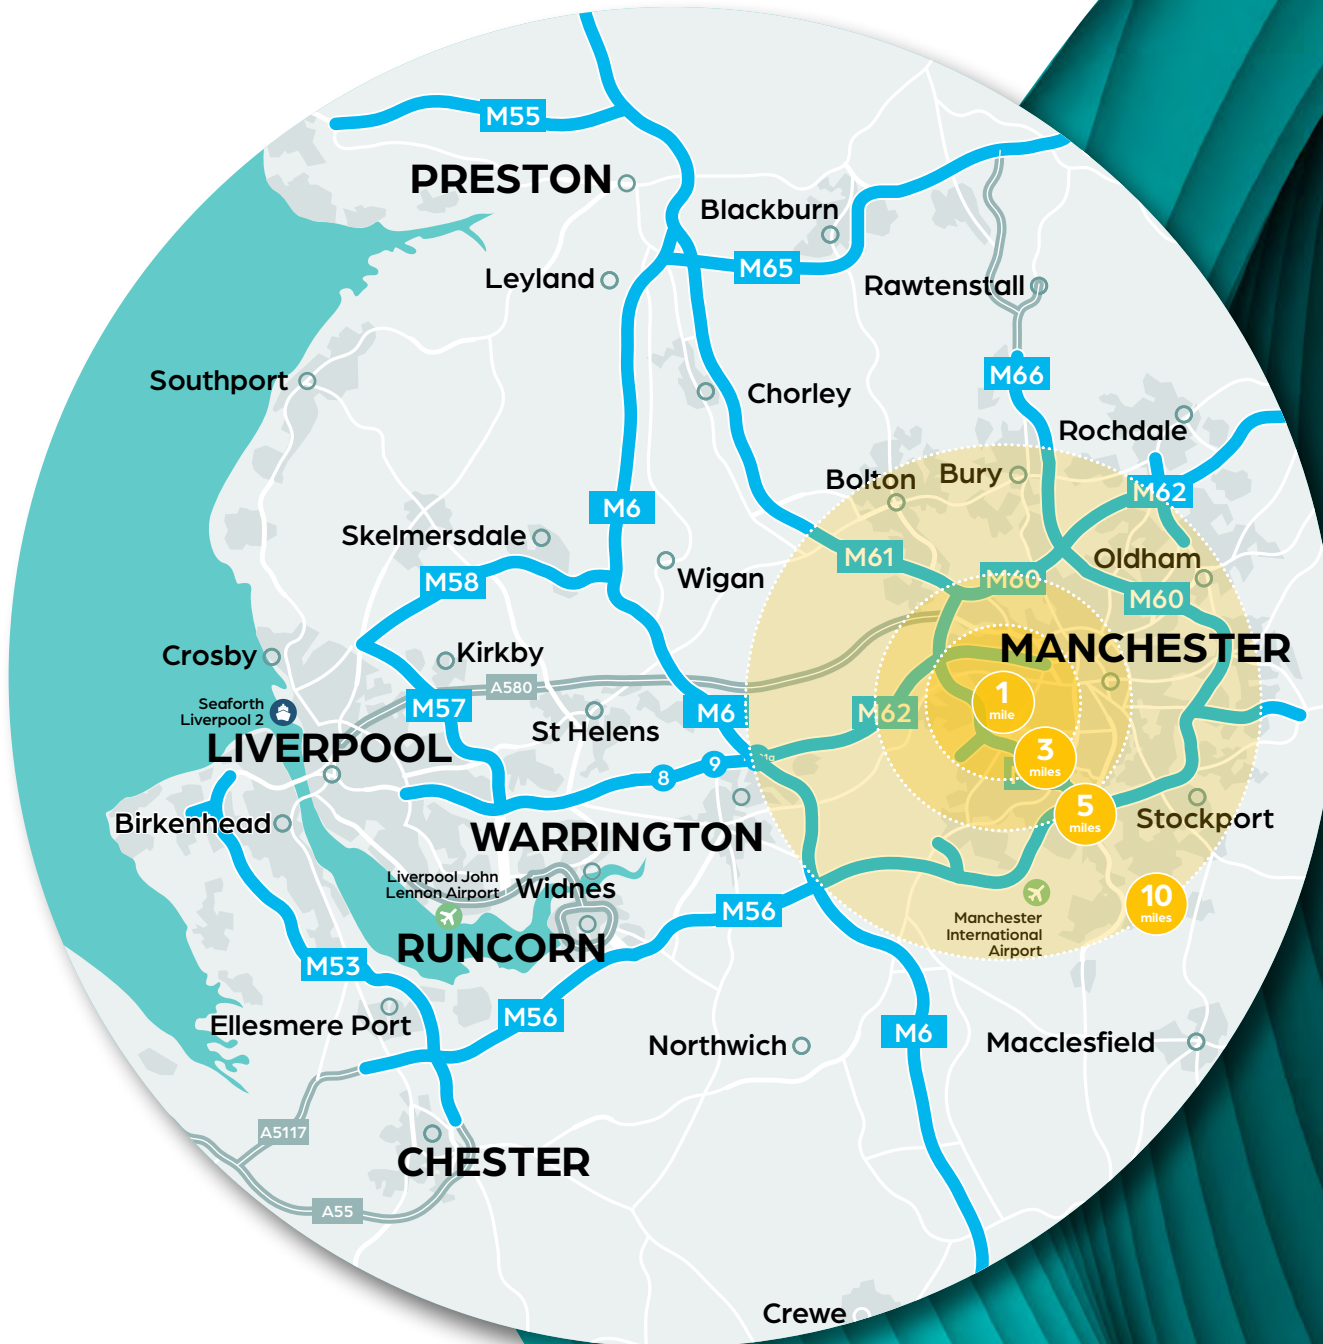 M55
PRESTON
Blackburn
M65
Leyland
Rawtenstall
M66
Southport
Chorley
Rochdale
Bolton
Bury
M62
M6
Skelmersdale
M61
Oldham
Wigan
M58
M60
M60
MANCHESTER
Crosby
Kirkby
A580
1
mile
Seaforth
Liverpool 2
M57
M6
M62
St Helens
LIVERPOOL
3
miles
9
8
Birkenhead
5
miles
Stockport
WARRINGTON
Liverpool John
Lennon Airport
Widnes
10
miles
M56
Manchester
International
Airport
RUNCORN
M53
M56
Ellesmere Port
Northwich
M6
Macclesfield
A5117
CHESTER
A55
Crewe